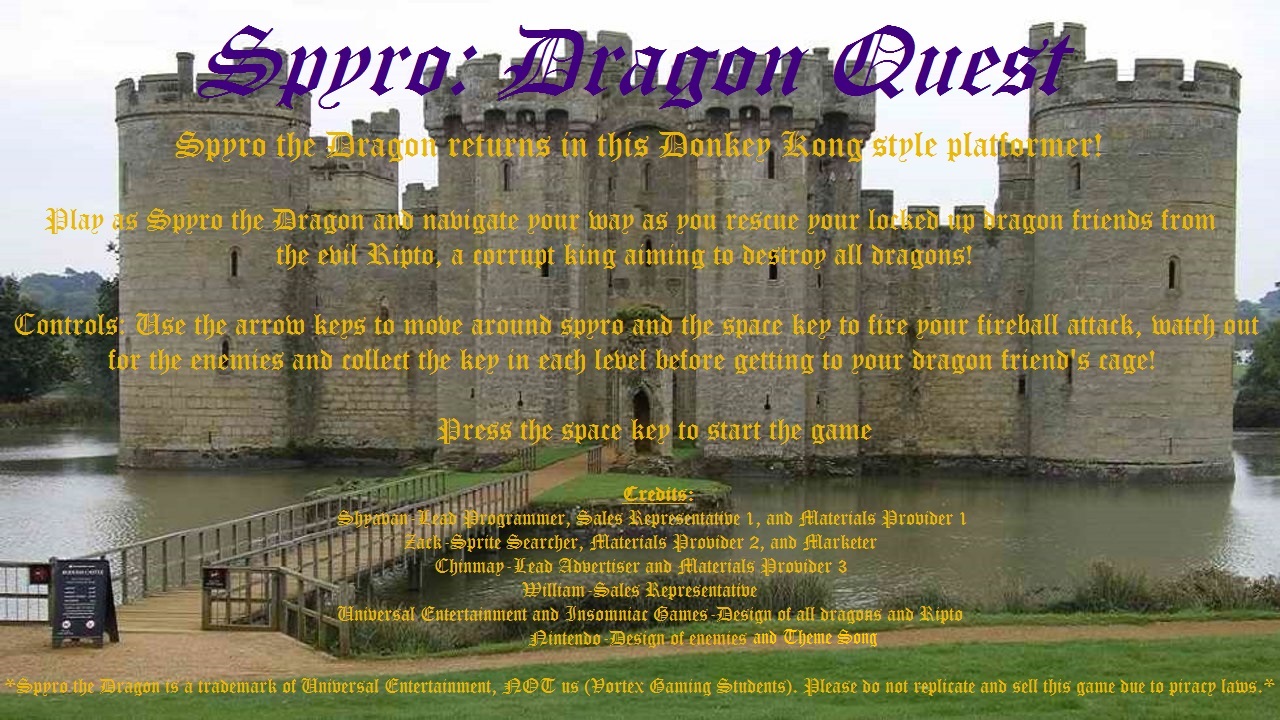 Spyro: Dragon Quest
Spyro the Dragon returns in this Donkey Kong style platformer!
Play as Spyro the Dragon and navigate your way as you rescue your locked up dragon friends from
the evil Ripto, a corrupt king aiming to destroy all dragons!
Controls: Use the arrow keys to move around spyro and the space key to fire your fireball attack, watch out
for the enemies and collect the key in each level before getting to your dragon friend's cage!
Press the space key to start the game
Credits:
Shyavan-Lead Programmer, Sales Representative 1, and Materials Provider 1
Zack-Sprite Searcher, Materials Provider 2, and Marketer
Chinmay-Lead Advertiser and Materials Provider 3
William-Sales Representative
Universal Entertainment and Insomniac Games-Design of all dragons and Ripto
Nintendo-Design of enemies and Theme Song
*Spyro the Dragon is a trademark of Universal Entertainment, NOT us (Vortex Gaming Students). Please do not replicate and sell this game due to piracy laws.*